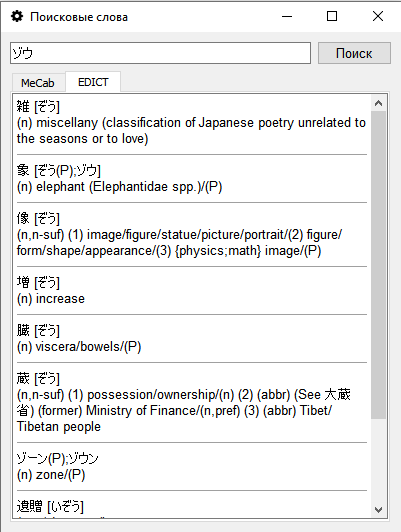 Поисковые слова
ゾウ
Поиск
MeCab
EDICT
雑 [ぞう]
(n) miscellany (classification of Japanese poetry unrelated to
the seasons or to love)
象 [ぞう(P);ゾウ]
(n) elephant (Elephantidae spp.)/(P)
像 [ぞう]
(n,n-suf) (1) image/figure/statue/picture/portrait/(2) figure/
form/shape/appearance/(3) {physics;math} image/(P)
増 [ぞう]
(n) increase
臓 [ぞう]
(n) viscera/bowels/(P)
蔵 [ぞう]
(n,n-suf) (1) possession/ownership/(n) (2) (abbr) (See 大蔵
省) (former) Ministry of Finance/(n,pref) (3) (abbr) Tibet/
Tibetan people
ゾーン(P);ゾウン
(n) zone/(P)
遺贈 [いぞう]